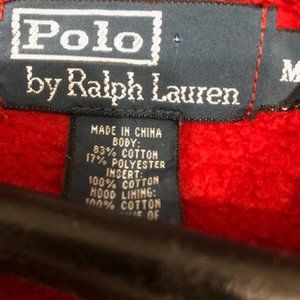 Polo
by Ralph Lauren
M
MADE IN CHINA
BODY:
83% COTTON
17% POLYESTER
INSERT:
100% COTTON
HOOD LINING:
100% COTTON
OF